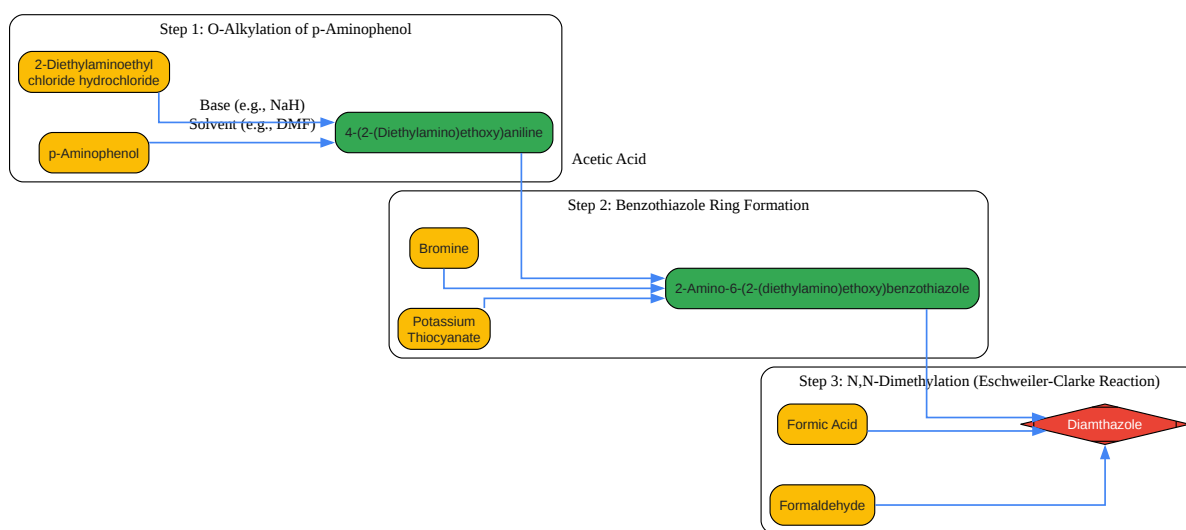 Step 1: O-Alkylation of p-Aminophenol
2-Diethylaminoethyl
chloride hydrochloride
Base (e.g., NaH)
Solvent (e.g., DMF)
4-(2-(Diethylamino)ethoxy)aniline
p-Aminophenol
Acetic Acid
Step 2: Benzothiazole Ring Formation
Bromine
2-Amino-6-(2-(diethylamino)ethoxy)benzothiazole
Potassium
Thiocyanate
Step 3: N,N-Dimethylation (Eschweiler-Clarke Reaction)
Formic Acid
Diamthazole
Formaldehyde